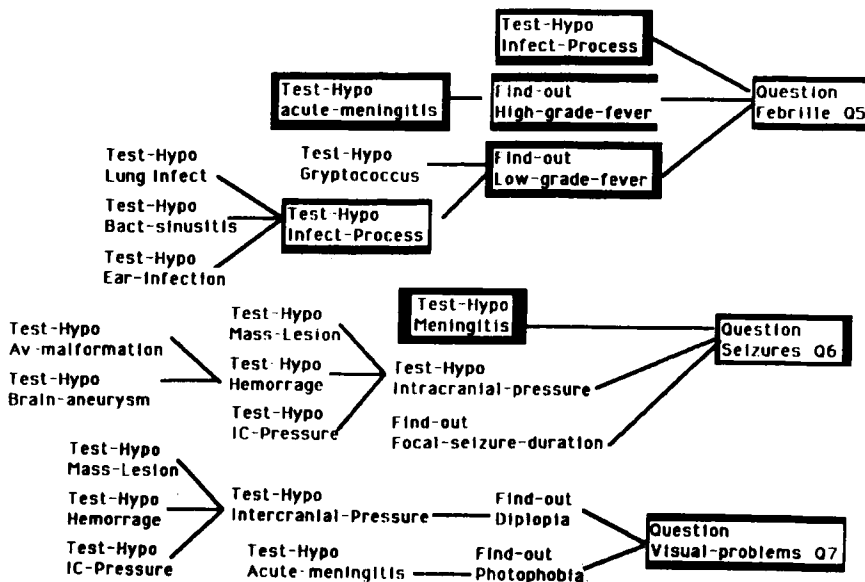 Test-Hypo
Infect-Process
Test-Hypo
acute-meningitis
Find-out
High-grade-fever
Question
Febrille Q5
Test-Hypo
Lung Infect
Test-Hypo
Gryptococcus
Find-out
Low-grade-fever
Test-Hypo
Bact-sinusitis
Test-Hypo
Infect-Process
Test-Hypo
Ear-Infection
Test-Hypo
Meningitis
Test-Hypo
Mass-Lesion
Test-Hypo
Av-malformation
Question
Seizures Q6
Test-Hypo
Hemorrage
Test-Hypo
Intracranial-pressure
Test-Hypo
Brain-aneurysm
Test-Hypo
IC-Pressure
Find-out
Focal-seizure-duration
Test-Hypo
Mass-Lesion
Test-Hypo
Hemorrage
Test-Hypo
Intercranial-Pressure
Find-out
Diplopia
Question
Visual-problems Q7
Test-Hypo
IC-Pressure
Test-Hypo
Acute-meningitis
Find-out
Photophobia